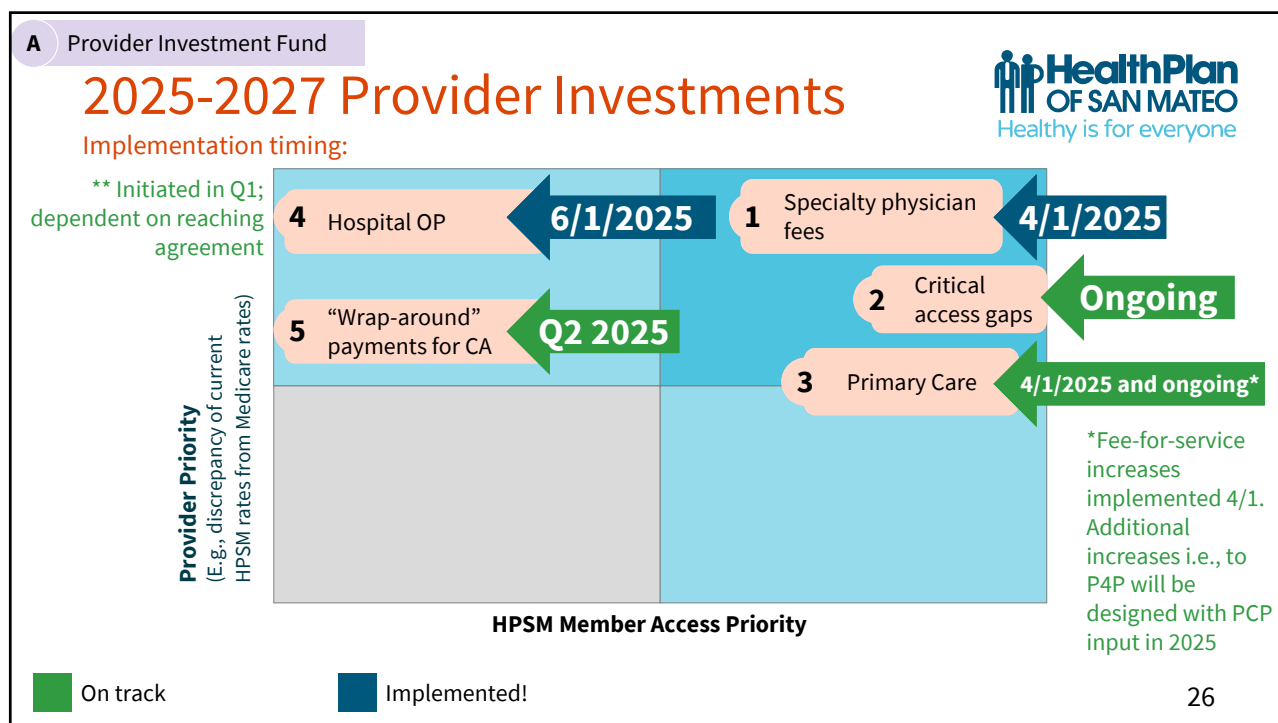 A Provider Investment Fund
2025-2027 Provider Investments
HealthPlan
OF SAN MATEO
Healthy is for everyone
Implementation timing:
** Initiated in Q1;
dependent on reaching
agreement
4 Hospital OP
6/1/2025
1 Specialty physician
fees
4/1/2025
2 Critical
access gaps
Ongoing
5 “Wrap-around”
payments for CA
Q2 2025
3 Primary Care
4/1/2025 and ongoing*
Provider Priority
(E.g., discrepancy of current
HPSM rates from Medicare rates)
*Fee-for-service
increases
implemented 4/1.
Additional
increases i.e., to
P4P will be
designed with PCP
input in 2025
HPSM Member Access Priority
On track
Implemented!
26